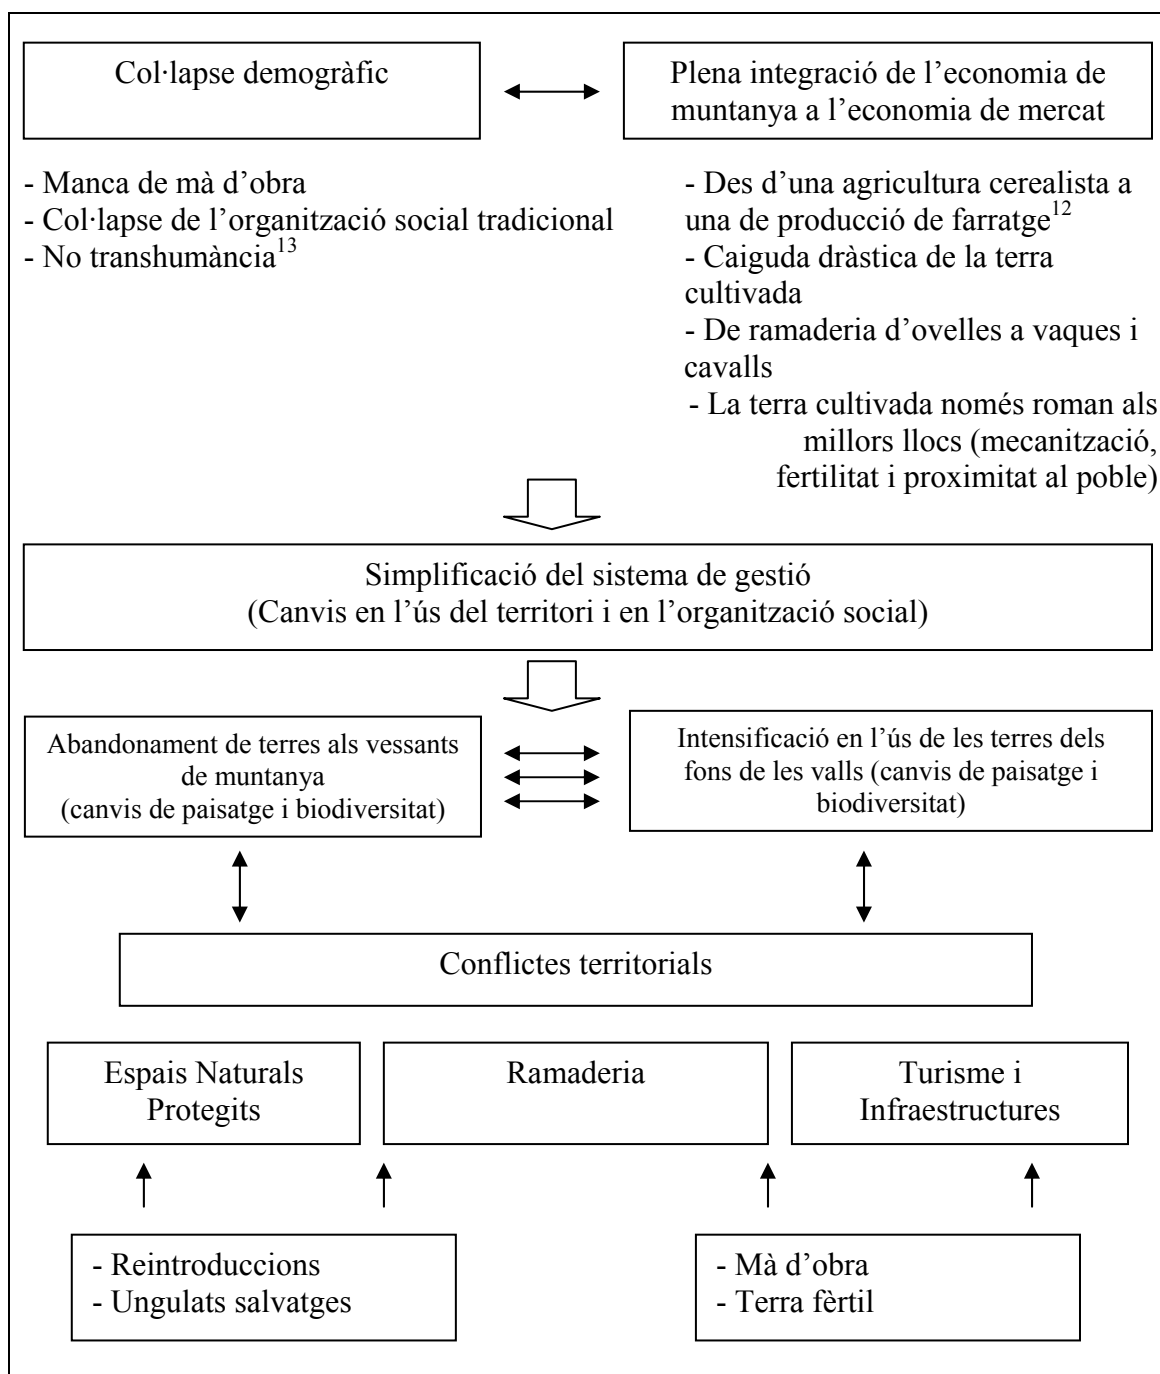 Col·lapse demogràfic
Plena integració de l’economia de
muntanya a l’economia de mercat
- Manca de mà d’obra
- Col·lapse de l’organització social tradicional
- No transhumància13
- Des d’una agricultura cerealista a
una de producció de farratge12
- Caiguda dràstica de la terra
cultivada
- De ramaderia d’ovelles a vaques i
cavalls
- La terra cultivada només roman als
millors llocs (mecanització,
fertilitat i proximitat al poble)
Simplificació del sistema de gestió
(Canvis en l’ús del territori i en l’organització social)
Abandonament de terres als vessants
de muntanya
(canvis de paisatge i biodiversitat)
Intensificació en l’ús de les terres dels
fons de les valls (canvis de paisatge i
biodiversitat)
Conflictes territorials
Espais Naturals
Protegits
Ramaderia
Turisme i
Infraestructures
- Reintroduccions
- Ungulats salvatges
- Mà d’obra
- Terra fèrtil